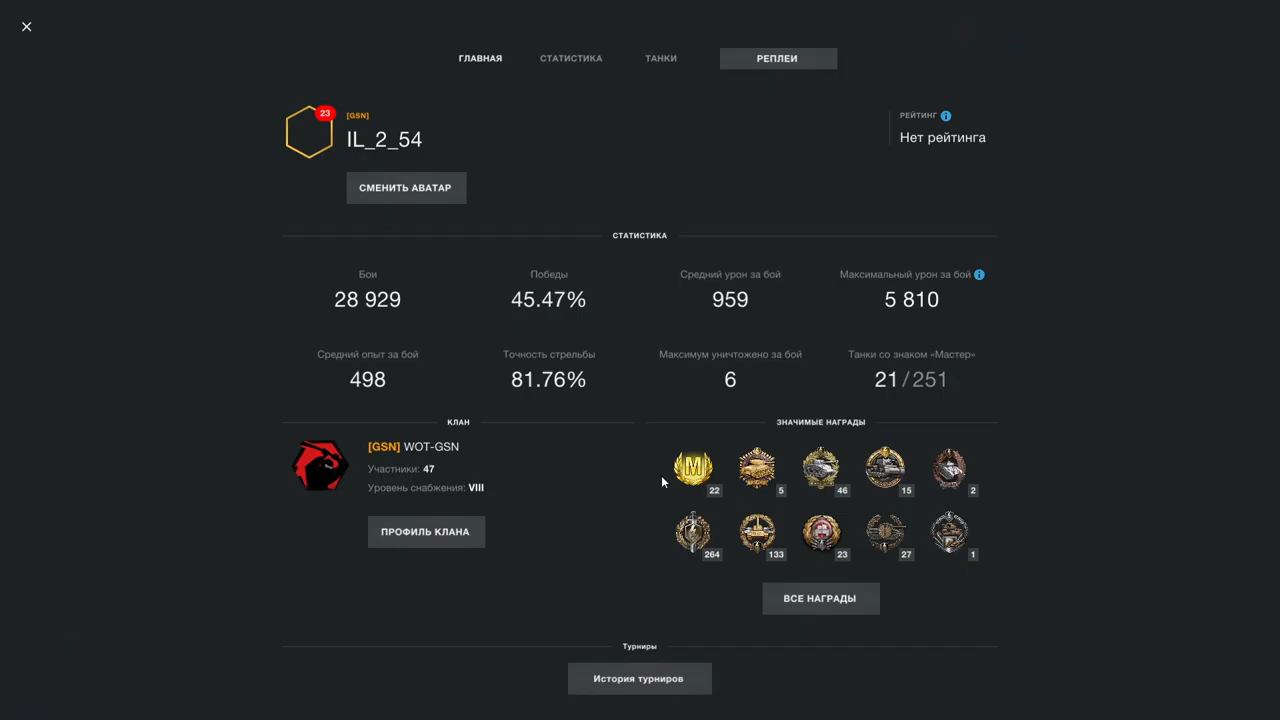 ГЛАВНАЯ СТАТИСТИКА ТАНКИ РЕПЛЕИ
23
[GSN]
IL_2_54
РЕЙТИНГ
Нет рейтинга
СМЕНИТЬ АВАТАР
СТАТИСТИКА
Бои Победы Средний урон за бой Максимальный урон за бой
28 929 45.47% 959 5 810
Средний опыт за бой Точность стрельбы Максимум уничтожено за бой Танки со знаком «Мастер»
498 81.76% 6 21/251
КЛАН
[GSN] WOT-GSN
Участники: 47
Уровень снабжения: VIII
ПРОФИЛЬ КЛАНА
ЗНАЧИМЫЕ НАГРАДЫ
M
22 5 46 15 2
264 133 23 27 1
ВСЕ НАГРАДЫ
Турниры
История турниров